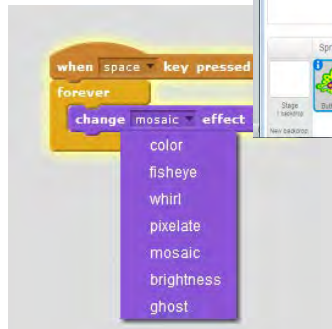 when space key pressed
forever
change mosaic effect
color
fisheye
whirl
pixelate
mosaic
brightness
ghost
Stage
1 backdrop
New backdrop